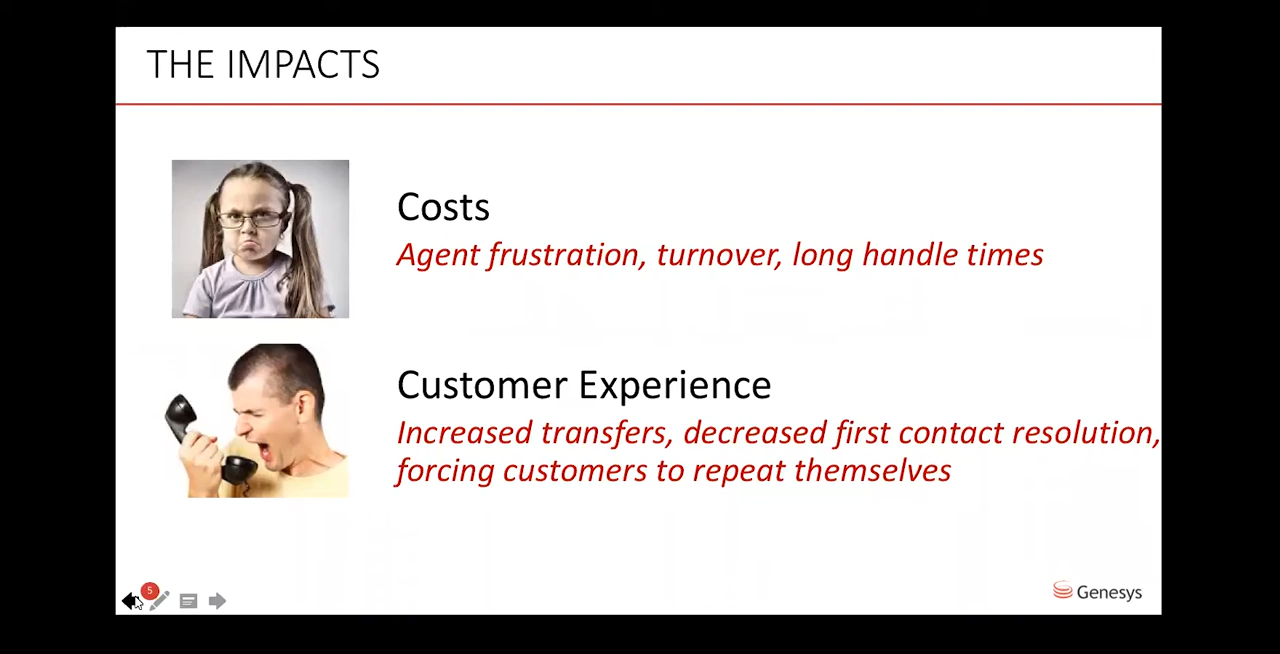 THE IMPACTS
Costs
Agent frustration, turnover, long handle times
Customer Experience
Increased transfers, decreased first contact resolution,
forcing customers to repeat themselves
5
Genesys